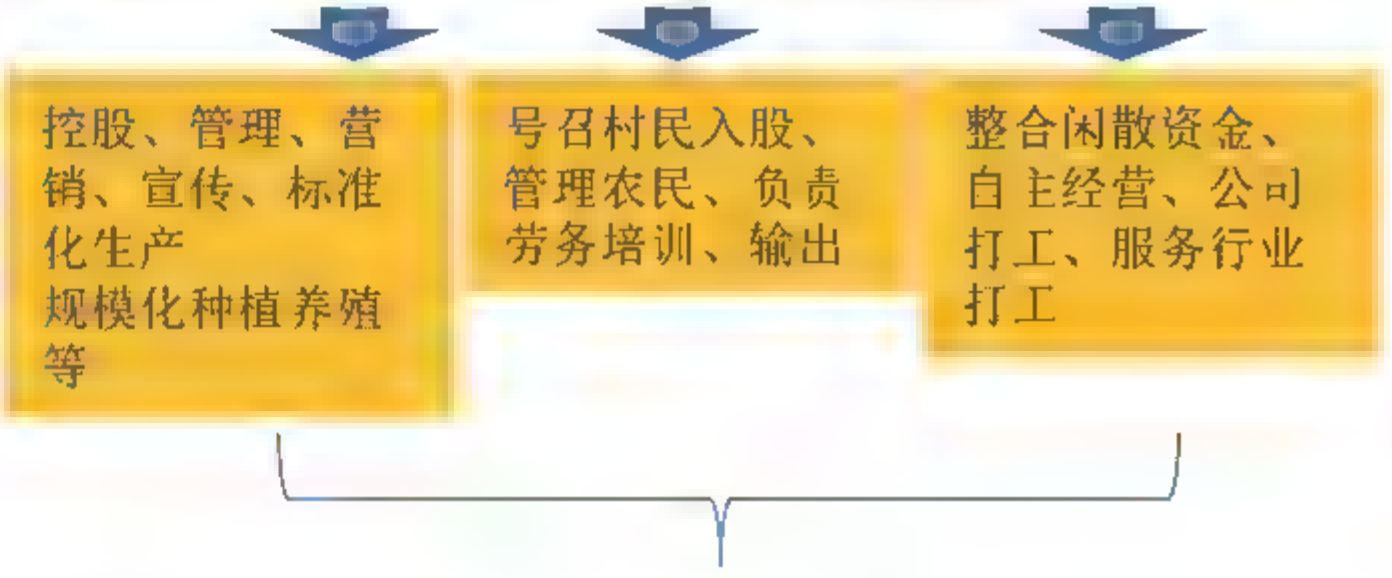 控股、管理、营
销、宣传、标准
化生产
规模化种植养殖
等
号召村民入股、
管理农民、负责
劳务培训、输出
整合闲散资金、
自主经营、公司
打工、服务行业
打工